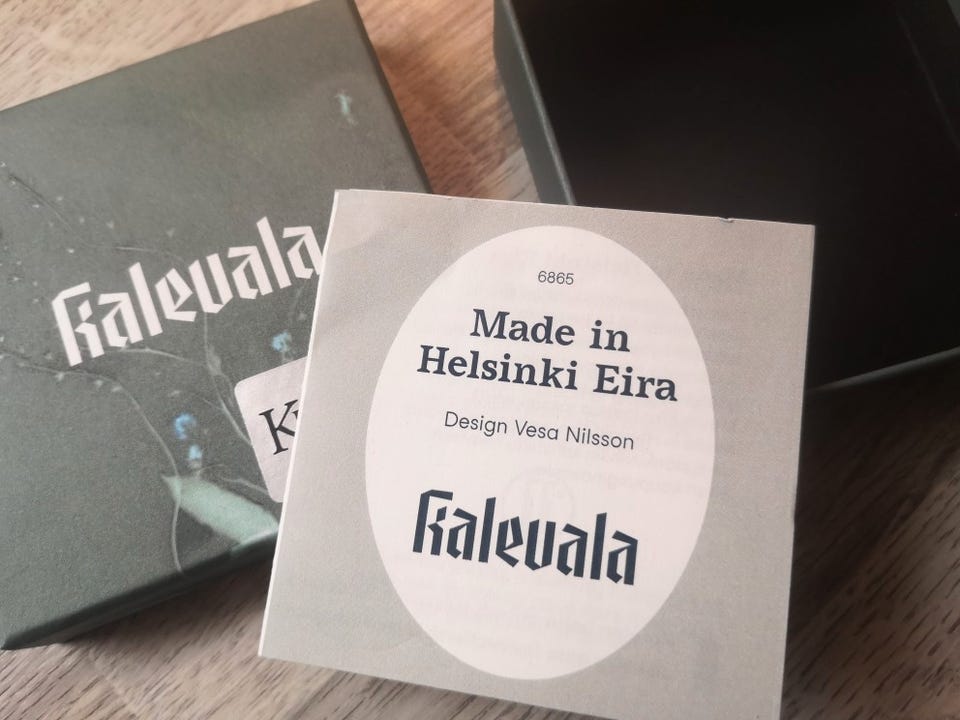 Kalevala
6865
Made in
Helsinki Eira
Design Vesa Nilsson
Kalevala